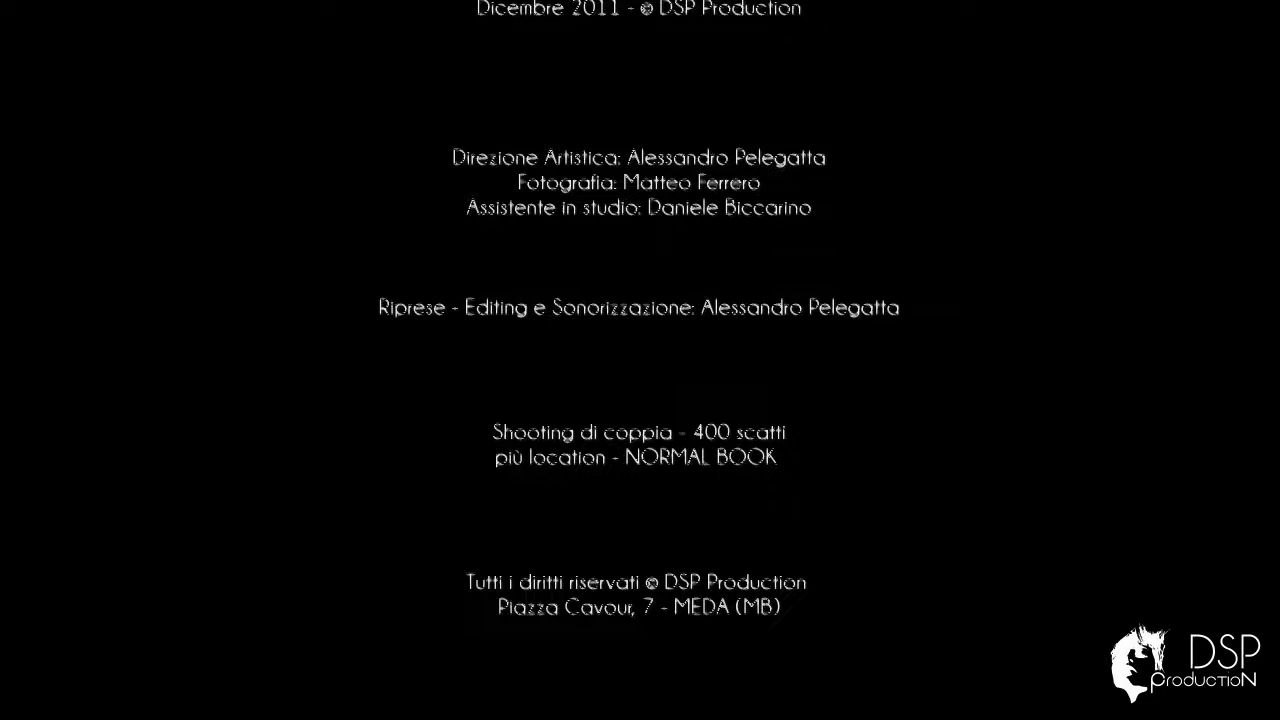 Dicembre 2011 - © DSP Production
Direzione Artistica: Alessandro Pelegatta
Fotografia: Matteo Ferrero
Assistente in studio: Daniele Biccarino
Riprese - Editing e Sonorizzazione: Alessandro Pelegatta
Shooting di coppia - 400 scatti
più location - NORMAL BOOK
Tutti i diritti riservati © DSP Production
Piazza Cavour, 7 - MEDA (MB)
DSP
ProductioN